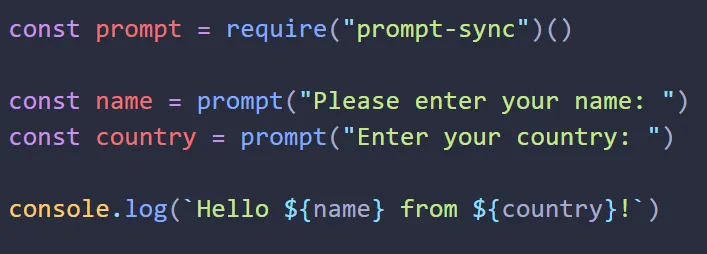 const prompt = require("prompt-sync")()
const name = prompt("Please enter your name: ")
const country = prompt("Enter your country: ")
console.log(`Hello ${name} from ${country}!`)